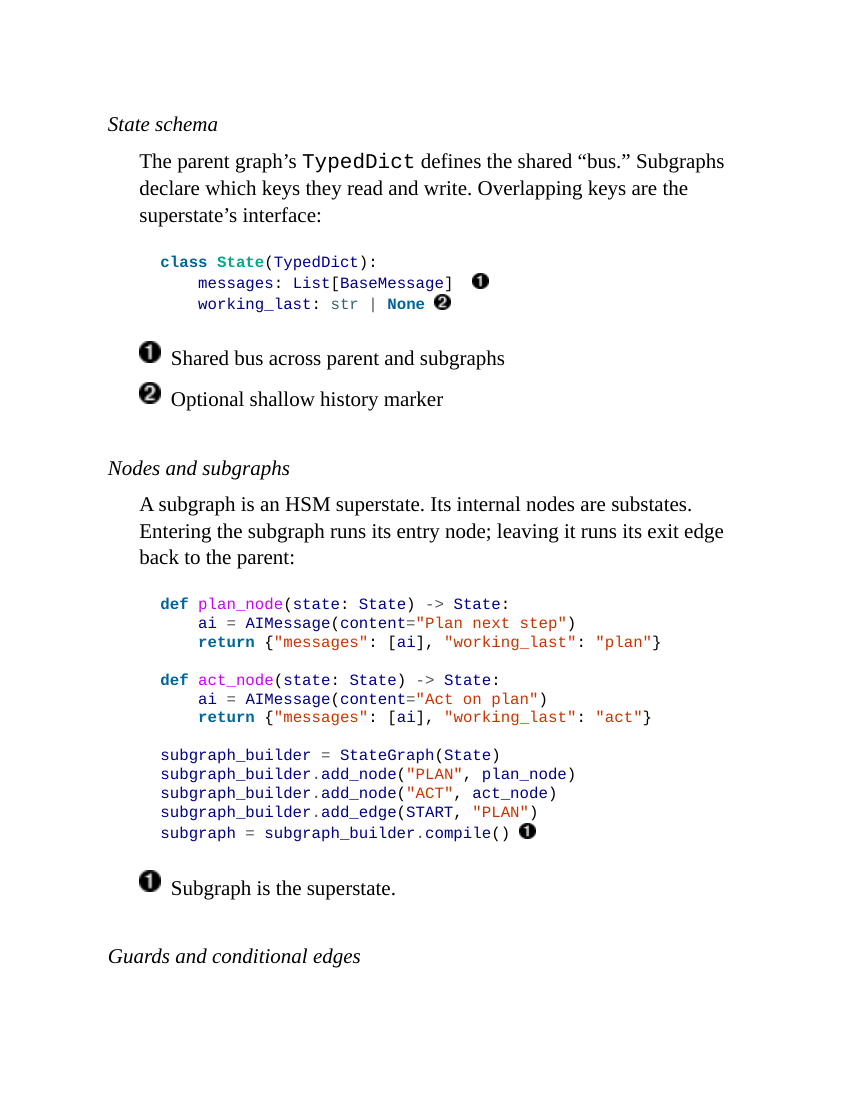 State schema
The parent graph’s TypedDict defines the shared “bus.” Subgraphs
declare which keys they read and write. Overlapping keys are the
superstate’s interface:
class State(TypedDict):
    messages: List[BaseMessage]  ❶
    working_last: str | None ❷
❶ Shared bus across parent and subgraphs
❷ Optional shallow history marker
Nodes and subgraphs
A subgraph is an HSM superstate. Its internal nodes are substates.
Entering the subgraph runs its entry node; leaving it runs its exit edge
back to the parent:
def plan_node(state: State) -> State:
    ai = AIMessage(content="Plan next step")
    return {"messages": [ai], "working_last": "plan"}
def act_node(state: State) -> State:
    ai = AIMessage(content="Act on plan")
    return {"messages": [ai], "working_last": "act"}
subgraph_builder = StateGraph(State)
subgraph_builder.add_node("PLAN", plan_node)
subgraph_builder.add_node("ACT", act_node)
subgraph_builder.add_edge(START, "PLAN")
subgraph = subgraph_builder.compile() ❶
❶ Subgraph is the superstate.
Guards and conditional edges